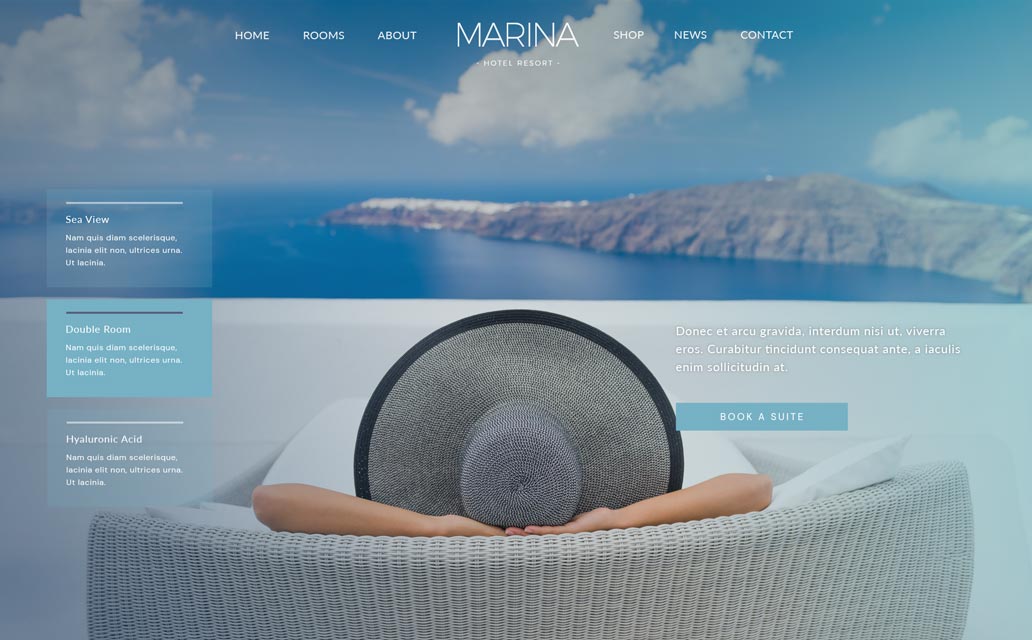 HOME
ROOMS
ABOUT
MARINA
- HOTEL RESORT -
SHOP
NEWS
CONTACT
Sea View
Nam quis diam scelerisque,
lacinia elit non, ultrices urna.
Ut lacinia.
Double Room
Nam quis diam scelerisque,
lacinia elit non, ultrices urna.
Ut lacinia.
Hyaluronic Acid
Nam quis diam scelerisque,
lacinia elit non, ultrices urna.
Ut lacinia.
Donec et arcu gravida, interdum nisi ut, viverra
eros. Curabitur tincidunt consequat ante, a iaculis
enim sollicitudin at.
BOOK A SUITE